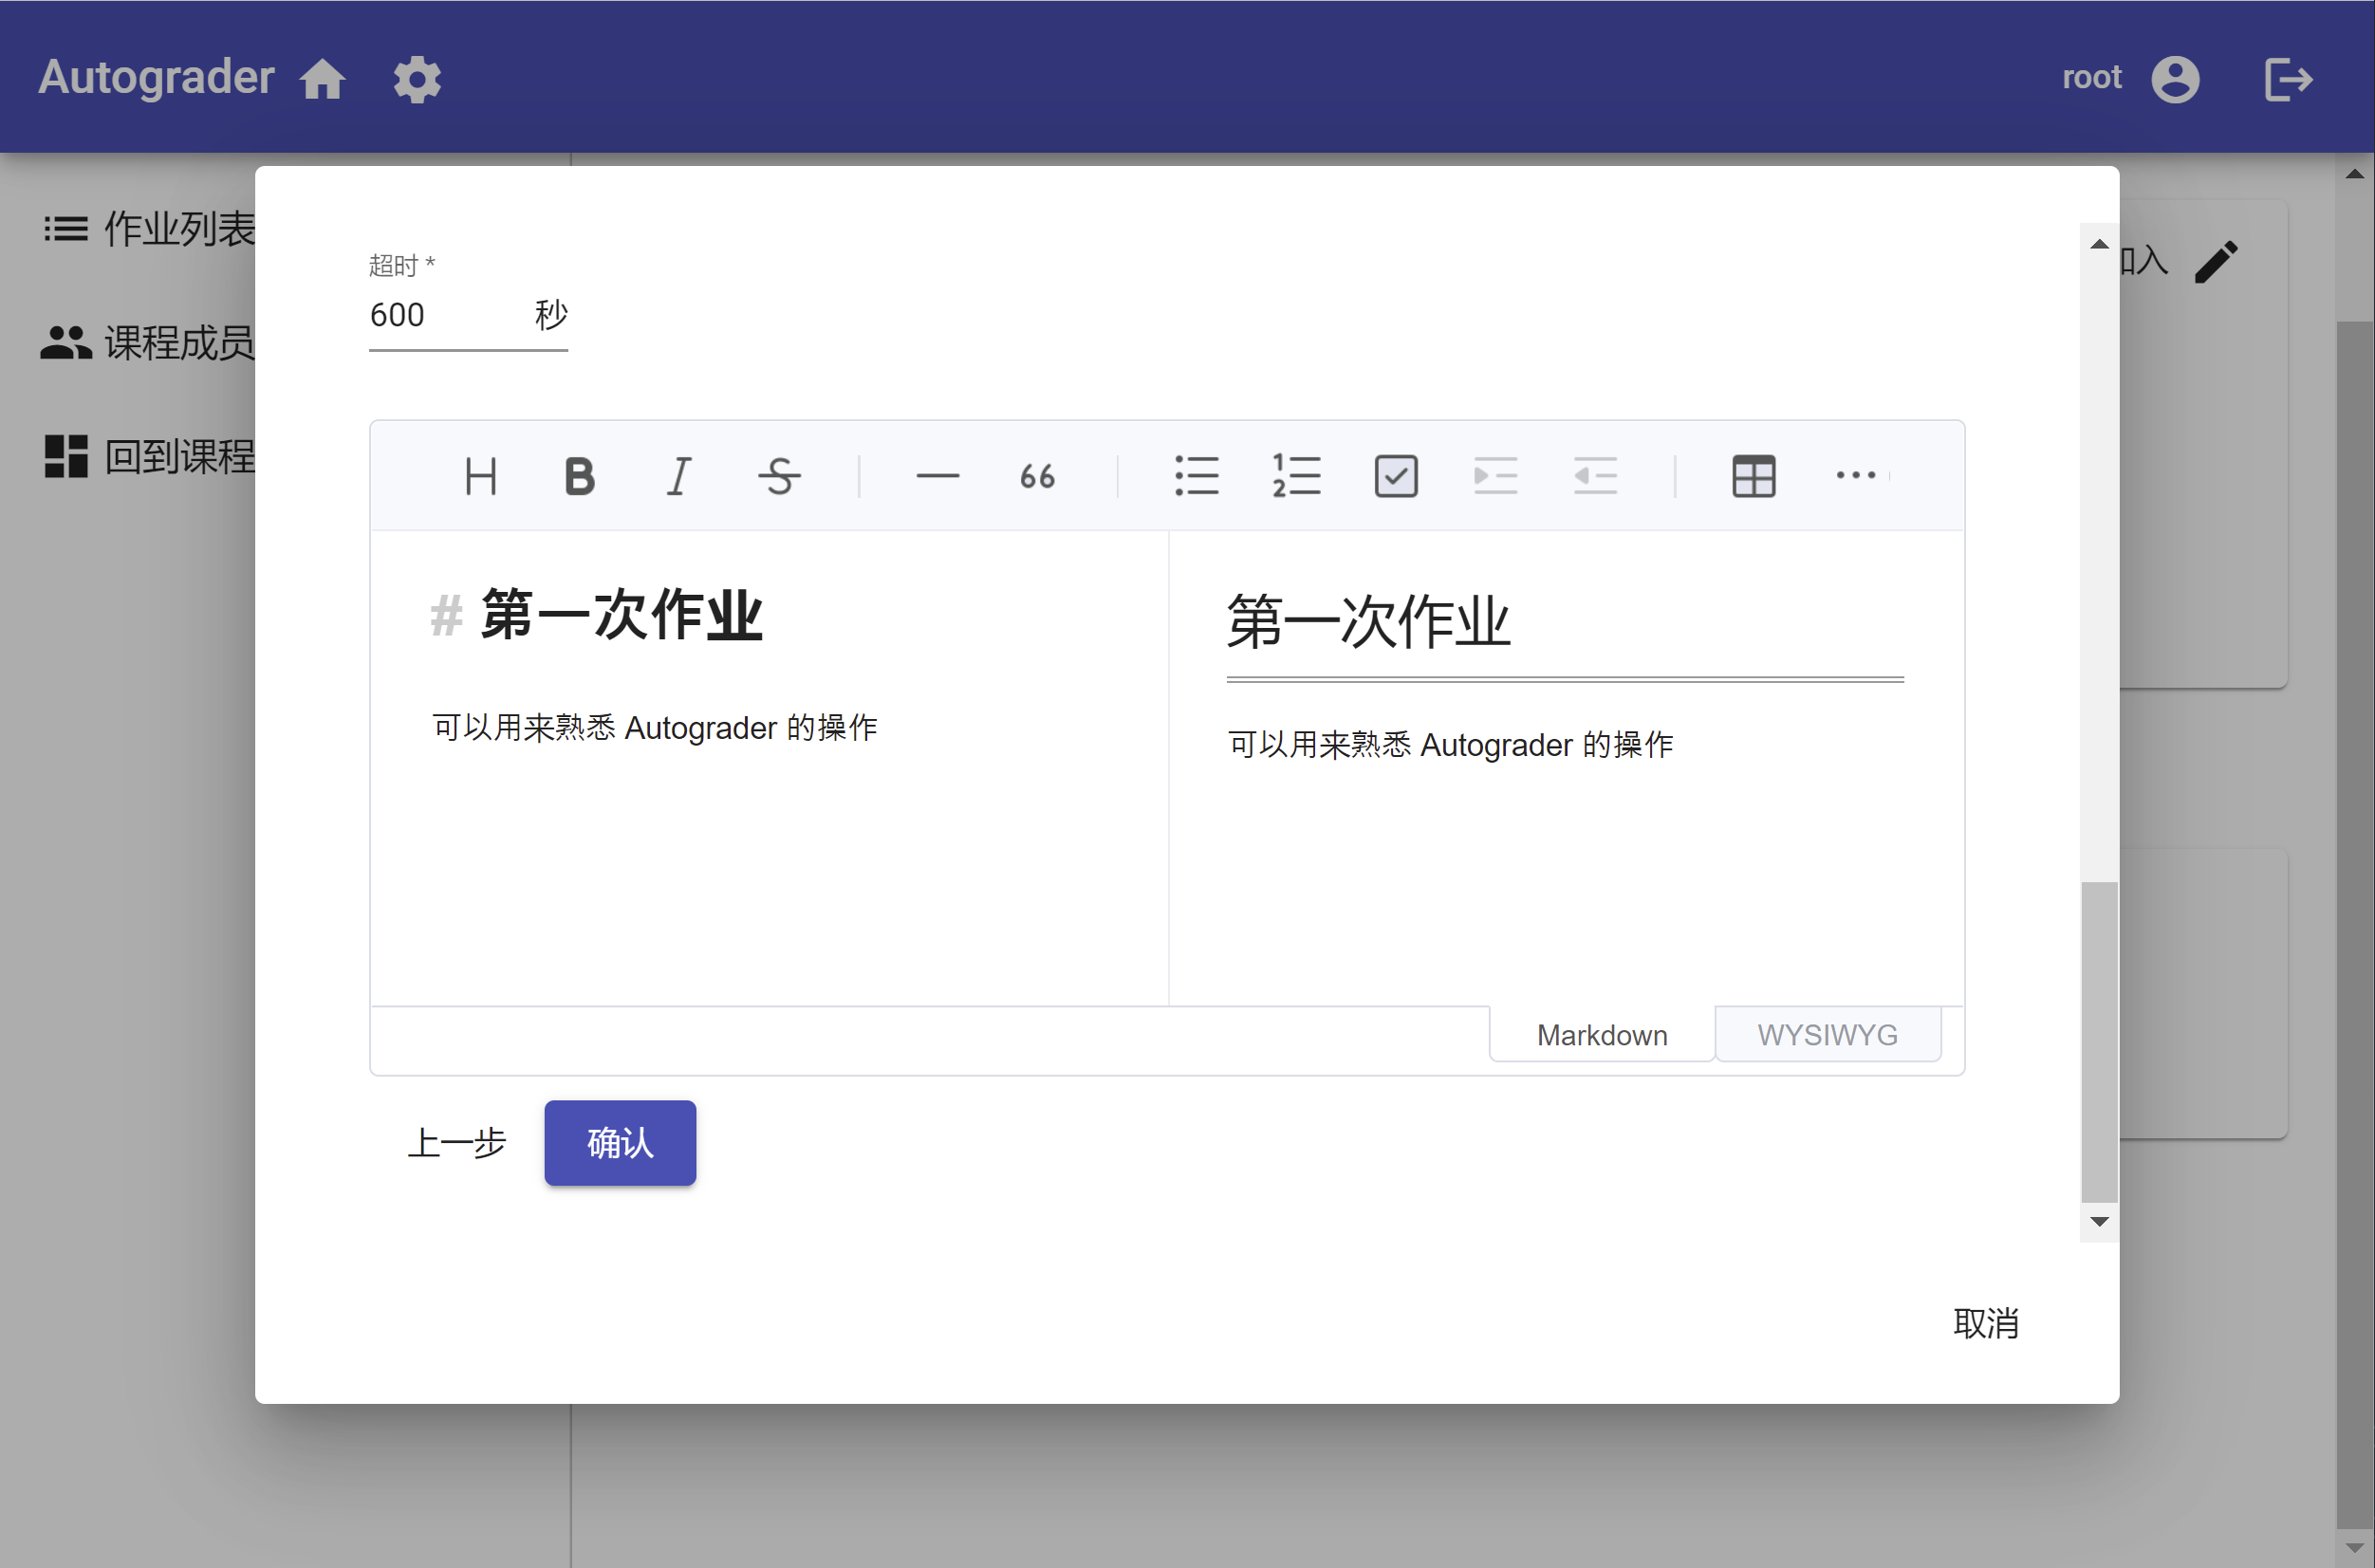 Autograder
root
作业列表
课程成员
回到课程
入
超时 *
600 秒
# 第一次作业
可以用来熟悉 Autograder 的操作
第一次作业
可以用来熟悉 Autograder 的操作
Markdown
WYSIWYG
上一步
确认
取消